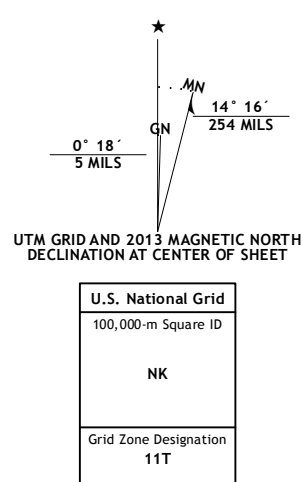 ★
MN
GN
14° 16´
254 MILS
0° 18´
5 MILS
UTM GRID AND 2013 MAGNETIC NORTH
DECLINATION AT CENTER OF SHEET
U.S. National Grid
100,000-m Square ID
NK
Grid Zone Designation
11T